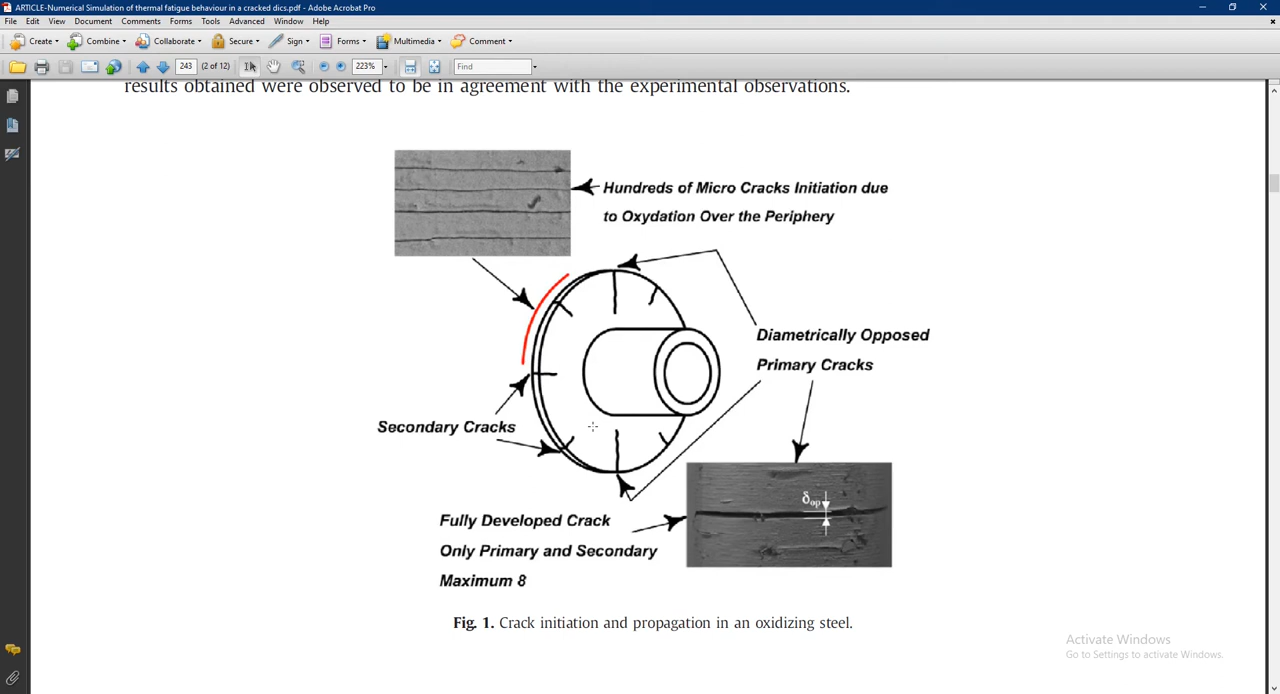 ARTICLE-Numerical Simulation of thermal fatigue behaviour in a cracked dics.pdf - Adobe Acrobat Pro
File Edit View Document Comments Forms Tools Advanced Window Help
Create Combine Collaborate Secure Sign Forms Multimedia Comment
243 (2 of 12) 223% Find
results obtained were observed to be in agreement with the experimental observations.
Hundreds of Micro Cracks Initiation due
to Oxydation Over the Periphery
Diametrically Opposed
Primary Cracks
Secondary Cracks
δop
Fully Developed Crack
Only Primary and Secondary
Maximum 8
Fig. 1. Crack initiation and propagation in an oxidizing steel.
Activate Windows
Go to Settings to activate Windows.